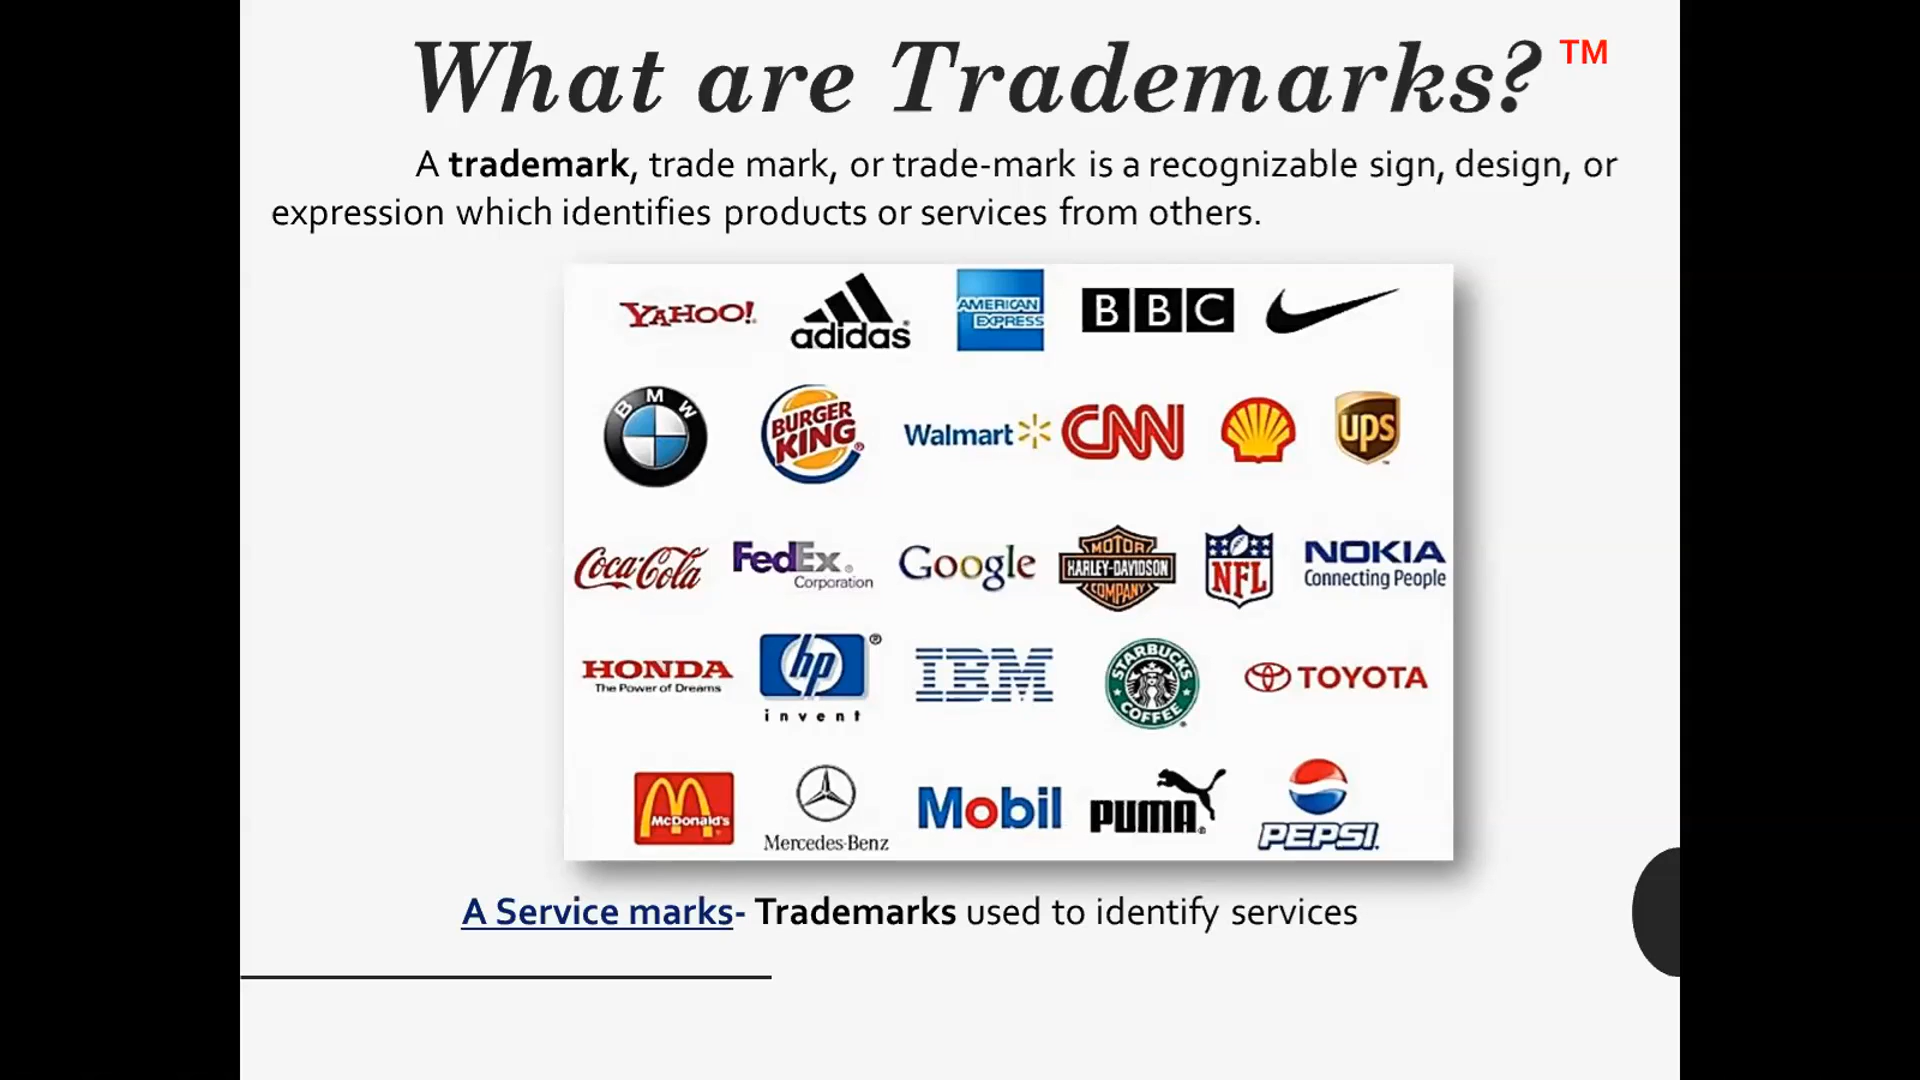 What are Trademarks? TM
A trademark, trade mark, or trade-mark is a recognizable sign, design, or
expression which identifies products or services from others.
YAHOO!
adidas®
AMERICAN
EXPRESS
BBC
BMW
BURGER
KING®
Walmart
CNN
ups
TM
Coca-Cola
FedEx®
Corporation
Google
MOTOR
HARLEY-DAVIDSON
COMPANY
NFL
NOKIA
Connecting People
HONDA
The Power of Dreams
hp®
invent
IBM
STARBUCKS
COFFEE®
TOYOTA
McDonald's
Mercedes-Benz
Mobil
PUMA®
PEPSI.
A Service marks- Trademarks used to identify services